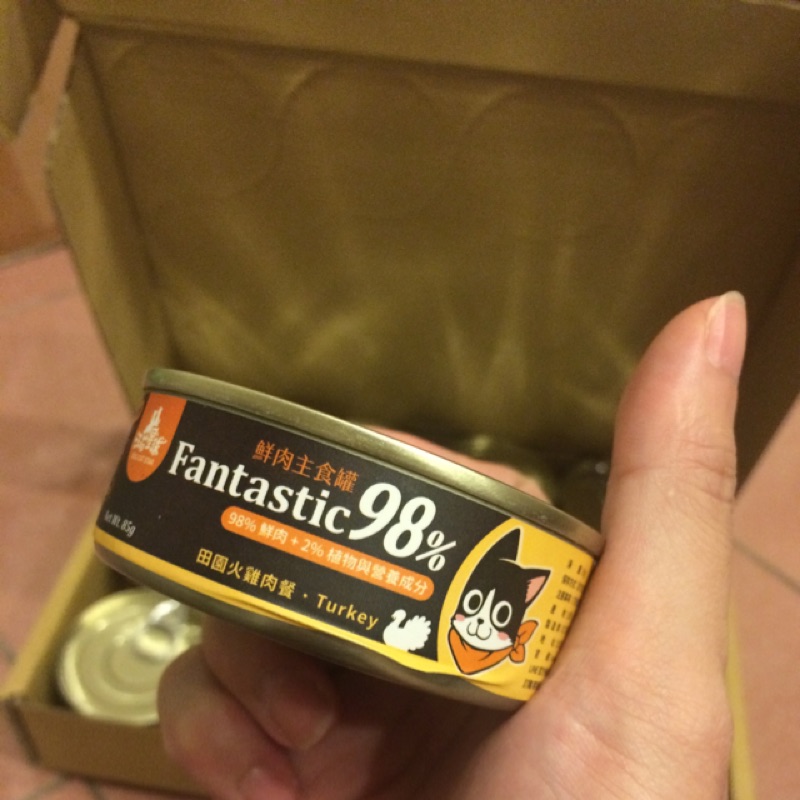 鮮肉主食罐
Fantastic 98%
98% 鮮肉 + 2% 植物與營養成分
田園火雞肉餐・Turkey
Net Wt. 85g